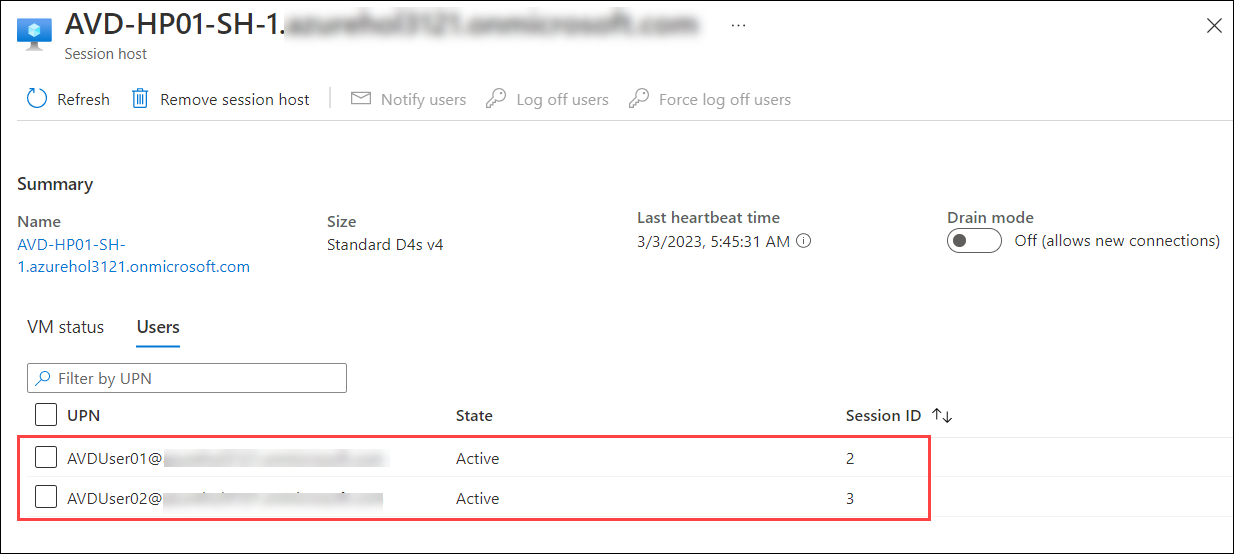 AVD-HP01-SH-1. ...
Session host
Refresh
Remove session host
Notify users
Log off users
Force log off users
Summary
Name
Size
Last heartbeat time
Drain mode
AVD-HP01-SH-
1.azurehol3121.onmicrosoft.com
Standard D4s v4
3/3/2023, 5:45:31 AM
Off (allows new connections)
VM status
Users
Filter by UPN
UPN
State
Session ID
AVDUser01@
Active
2
AVDUser02@
Active
3